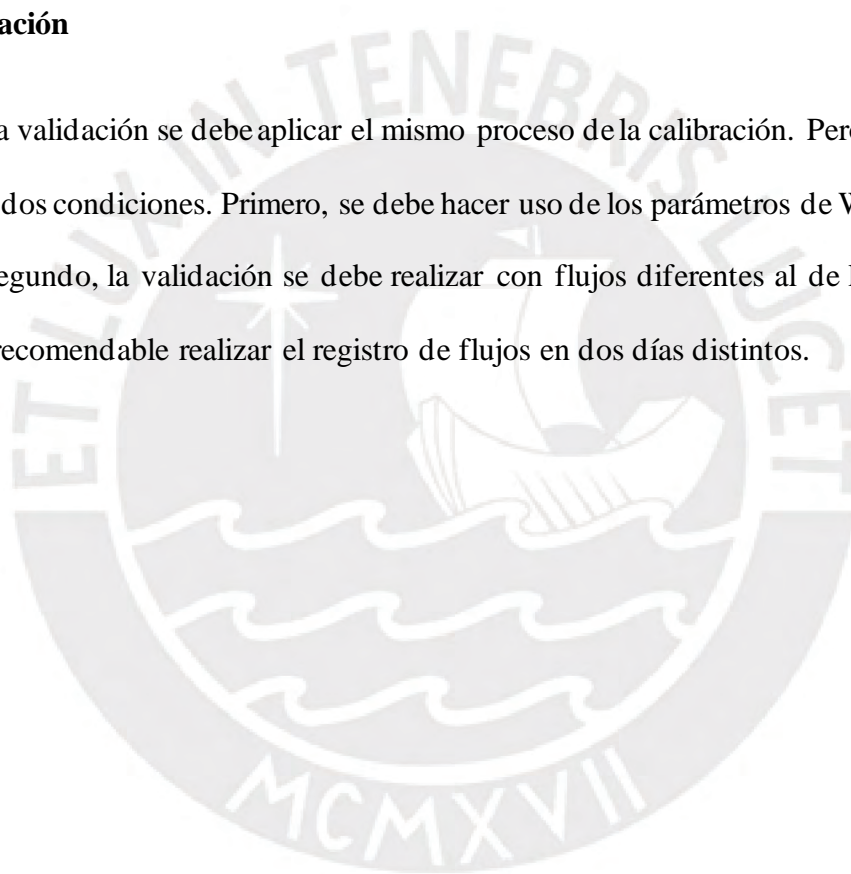 ación
a validación se debe aplicar el mismo proceso de la calibración. Per
dos condiciones. Primero, se debe hacer uso de los parámetros de W
egundo, la validación se debe realizar con flujos diferentes al de l
recomendable realizar el registro de flujos en dos días distintos.
ET LUX IN TENEBRIS LUCET
MCMXVII